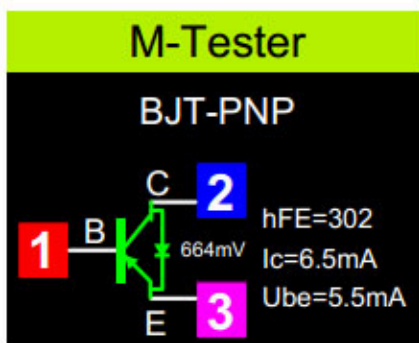 M-Tester
BJT-PNP
C
2
1
B
664mV
hFE=302
Ic=6.5mA
Ube=5.5mA
E
3